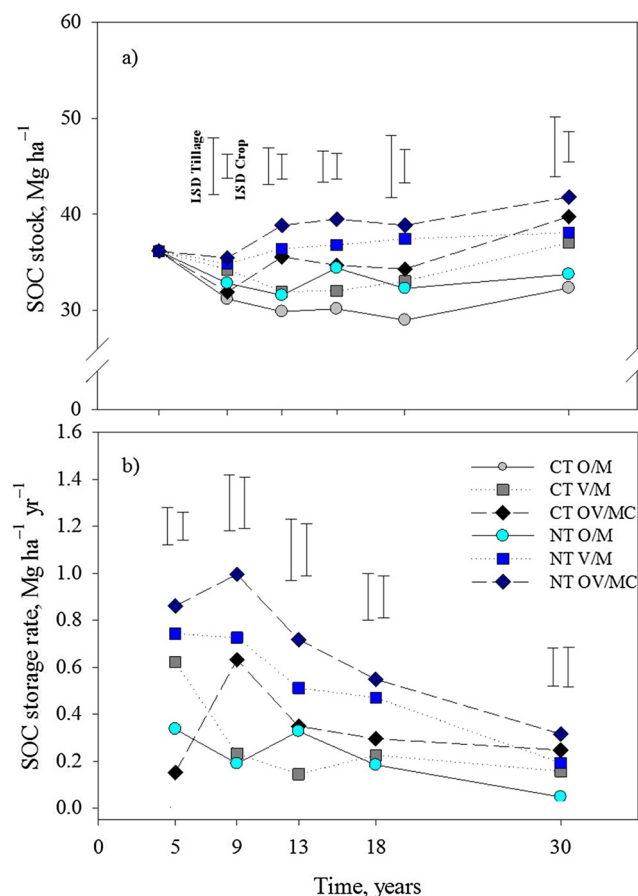 60
a)
50
LSD Tillage
LSD Crop
40
30
0
SOC stock, Mg ha⁻¹
1.6
b)
1.4
1.2
1.0
0.8
0.6
0.4
0.2
0.0
SOC storage rate, Mg ha⁻¹ yr⁻¹
CT O/M
CT V/M
CT OV/MC
NT O/M
NT V/M
NT OV/MC
0 5 9 13 18 30
Time, years